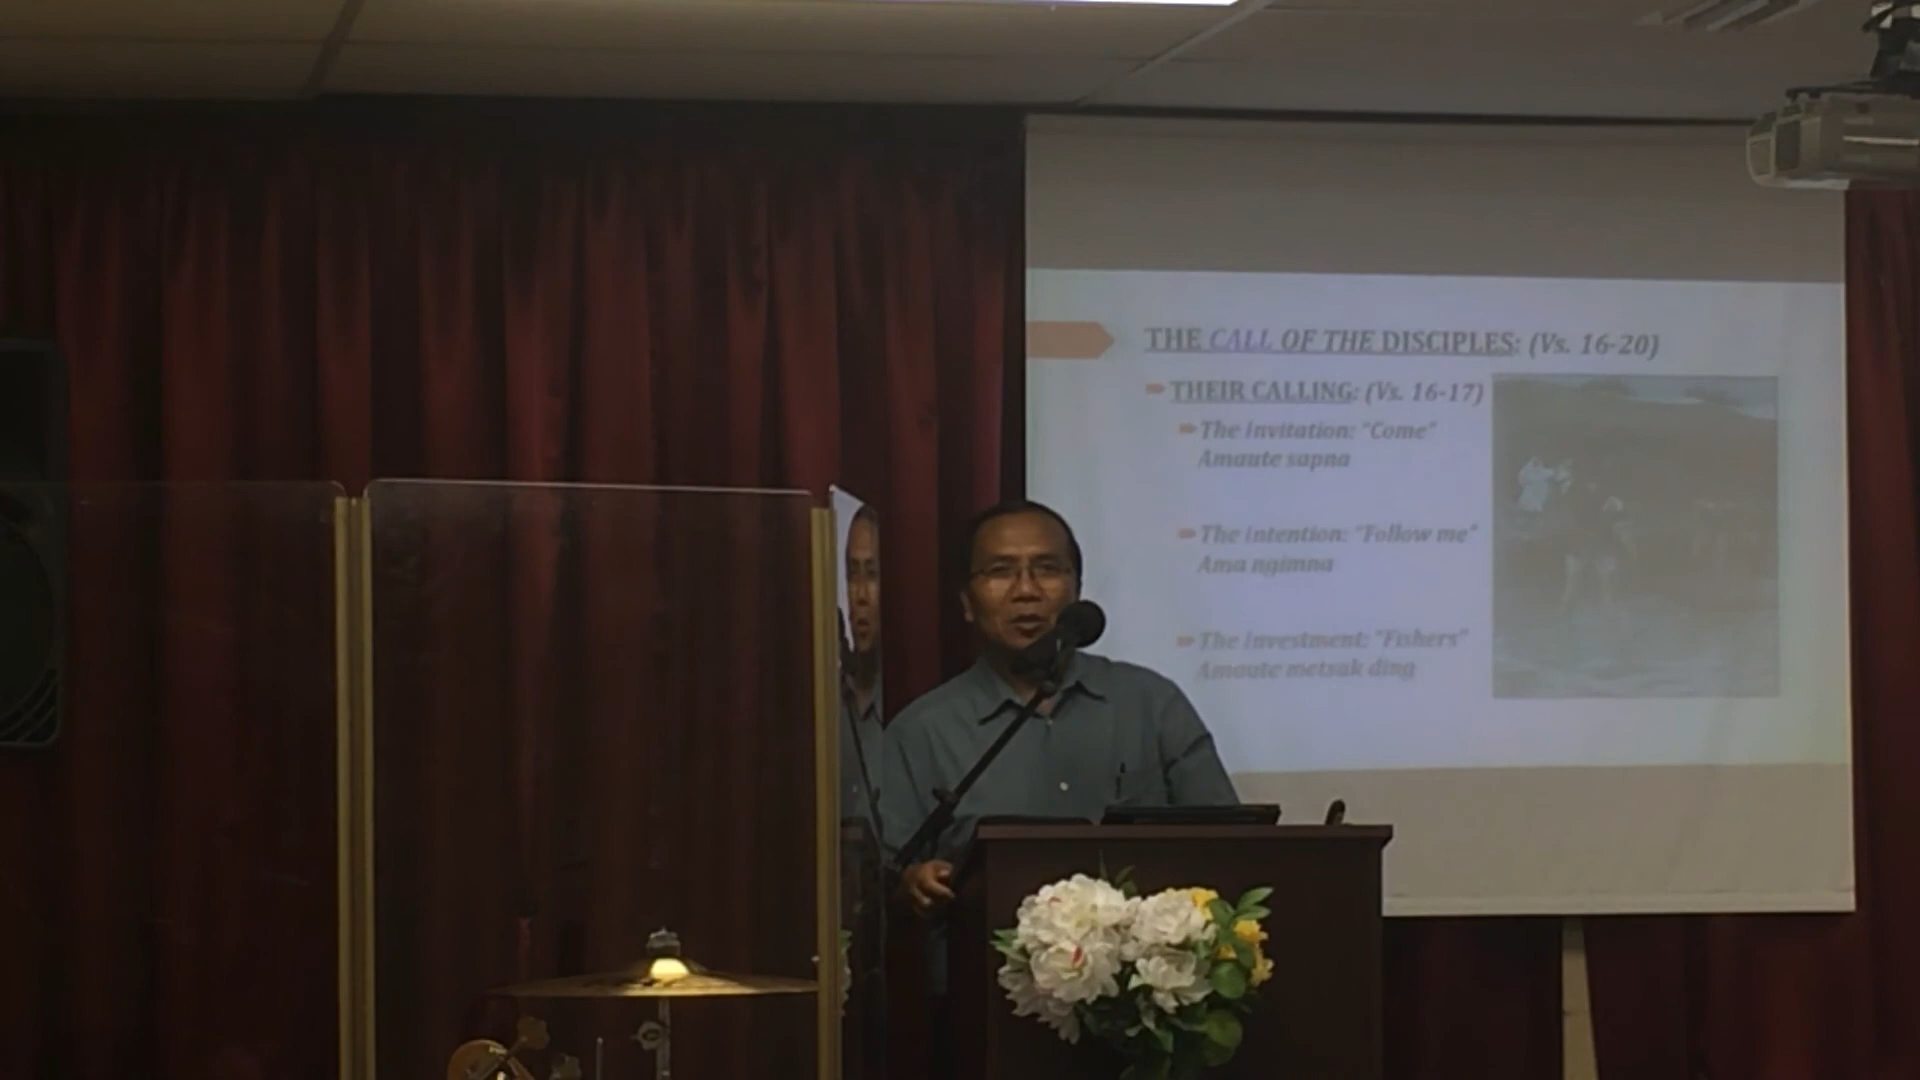 THE CALL OF THE DISCIPLES: (Vs. 16-20)
THEIR CALLING: (Vs. 16-17)
The Invitation: "Come"
Amaute sapna
The intention: "Follow me"
Ama ngimna
The Investment: "Fishers"
Amaute metsak ding